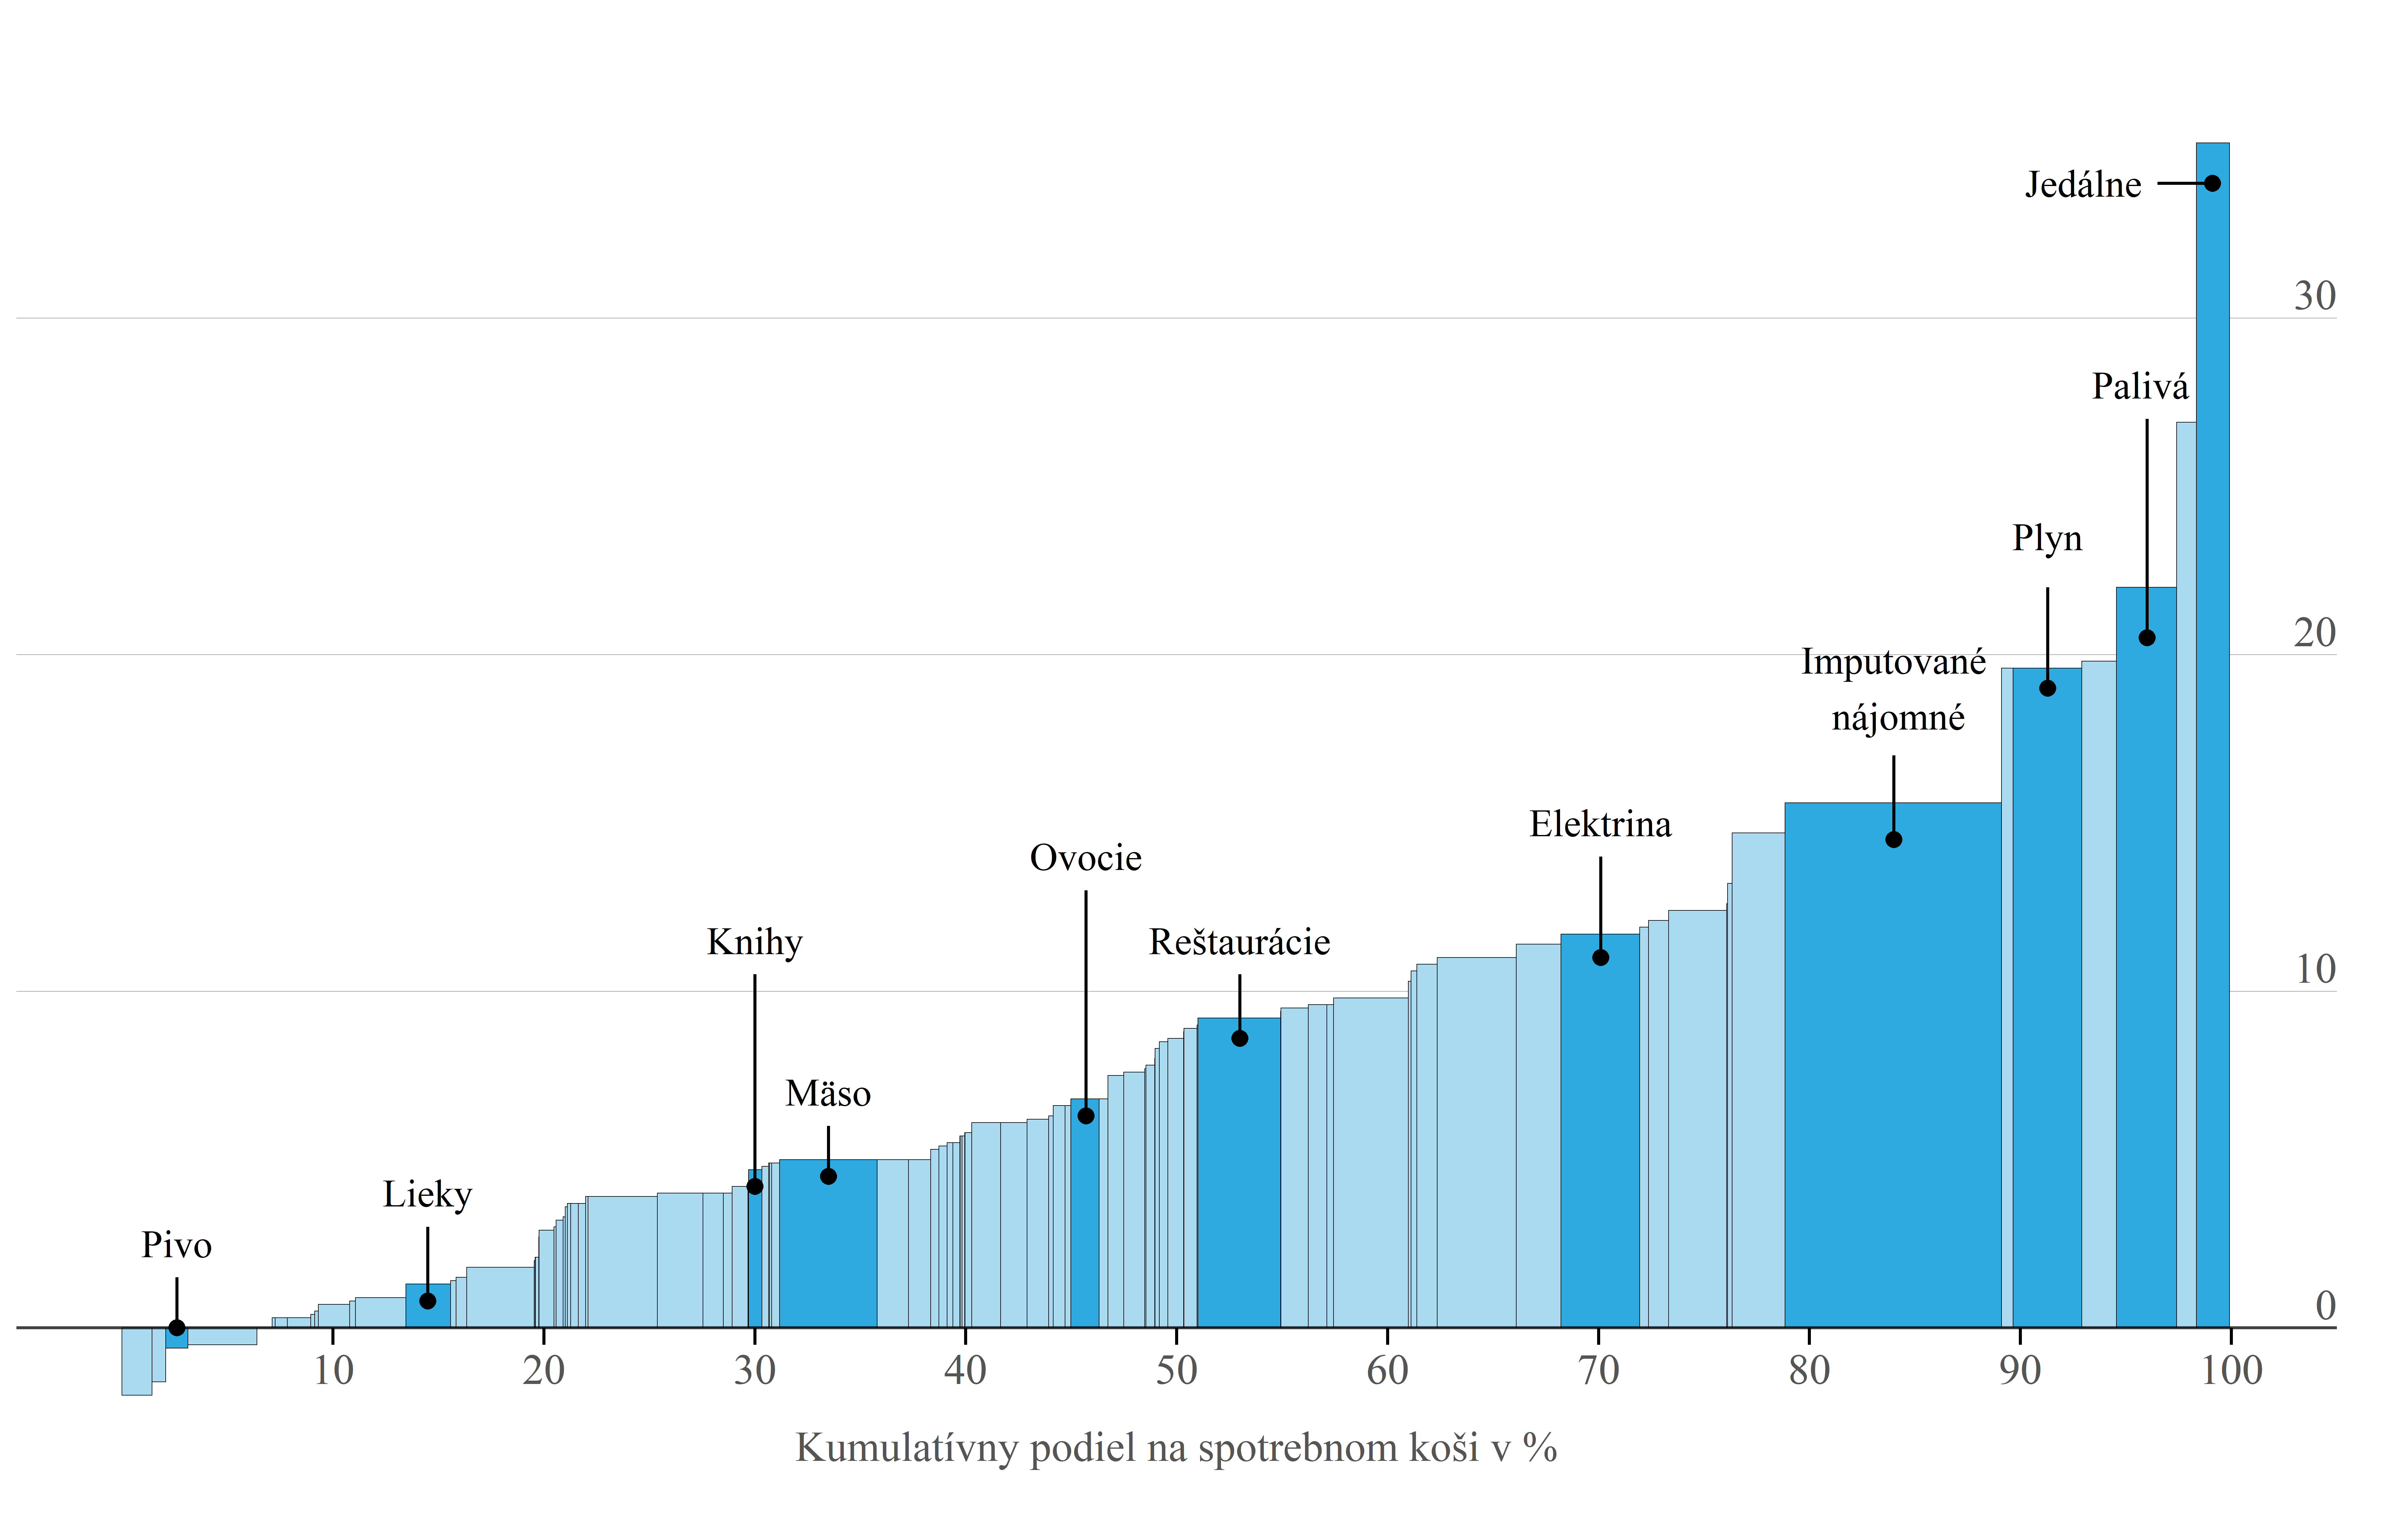 Jedálne
30
Palivá
Plyn
20
Imputované
nájomné
Elektrina
Ovocie
Knihy
Reštaurácie
10
Mäso
Lieky
Pivo
0
10 20 30 40 50 60 70 80 90 100
Kumulatívny podiel na spotrebnom koši v %